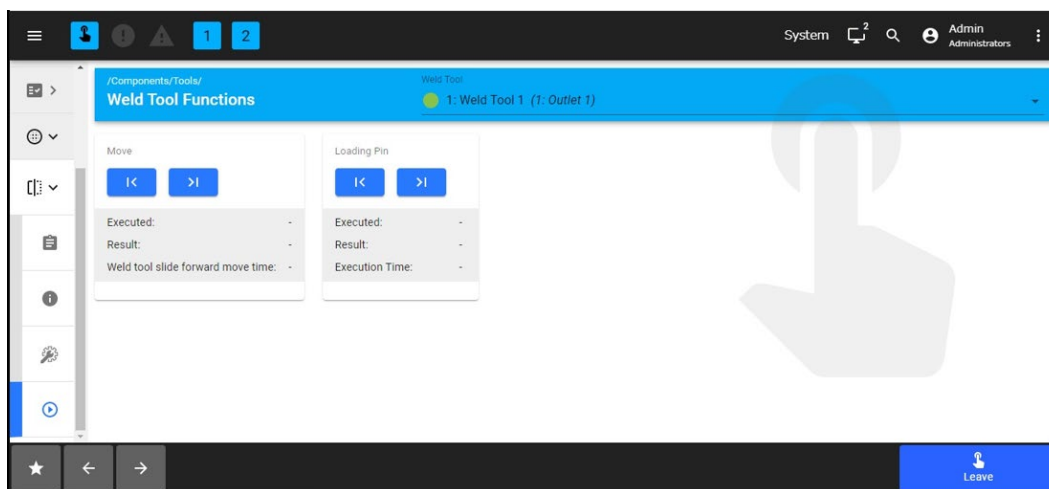 1
2
System
2
Admin
Administrators
/Components/Tools/
Weld Tool Functions
Weld Tool
1: Weld Tool 1 (1: Outlet 1)
Move
Loading Pin
Executed: -
Result: -
Weld tool slide forward move time: -
Executed: -
Result: -
Execution Time: -
Leave